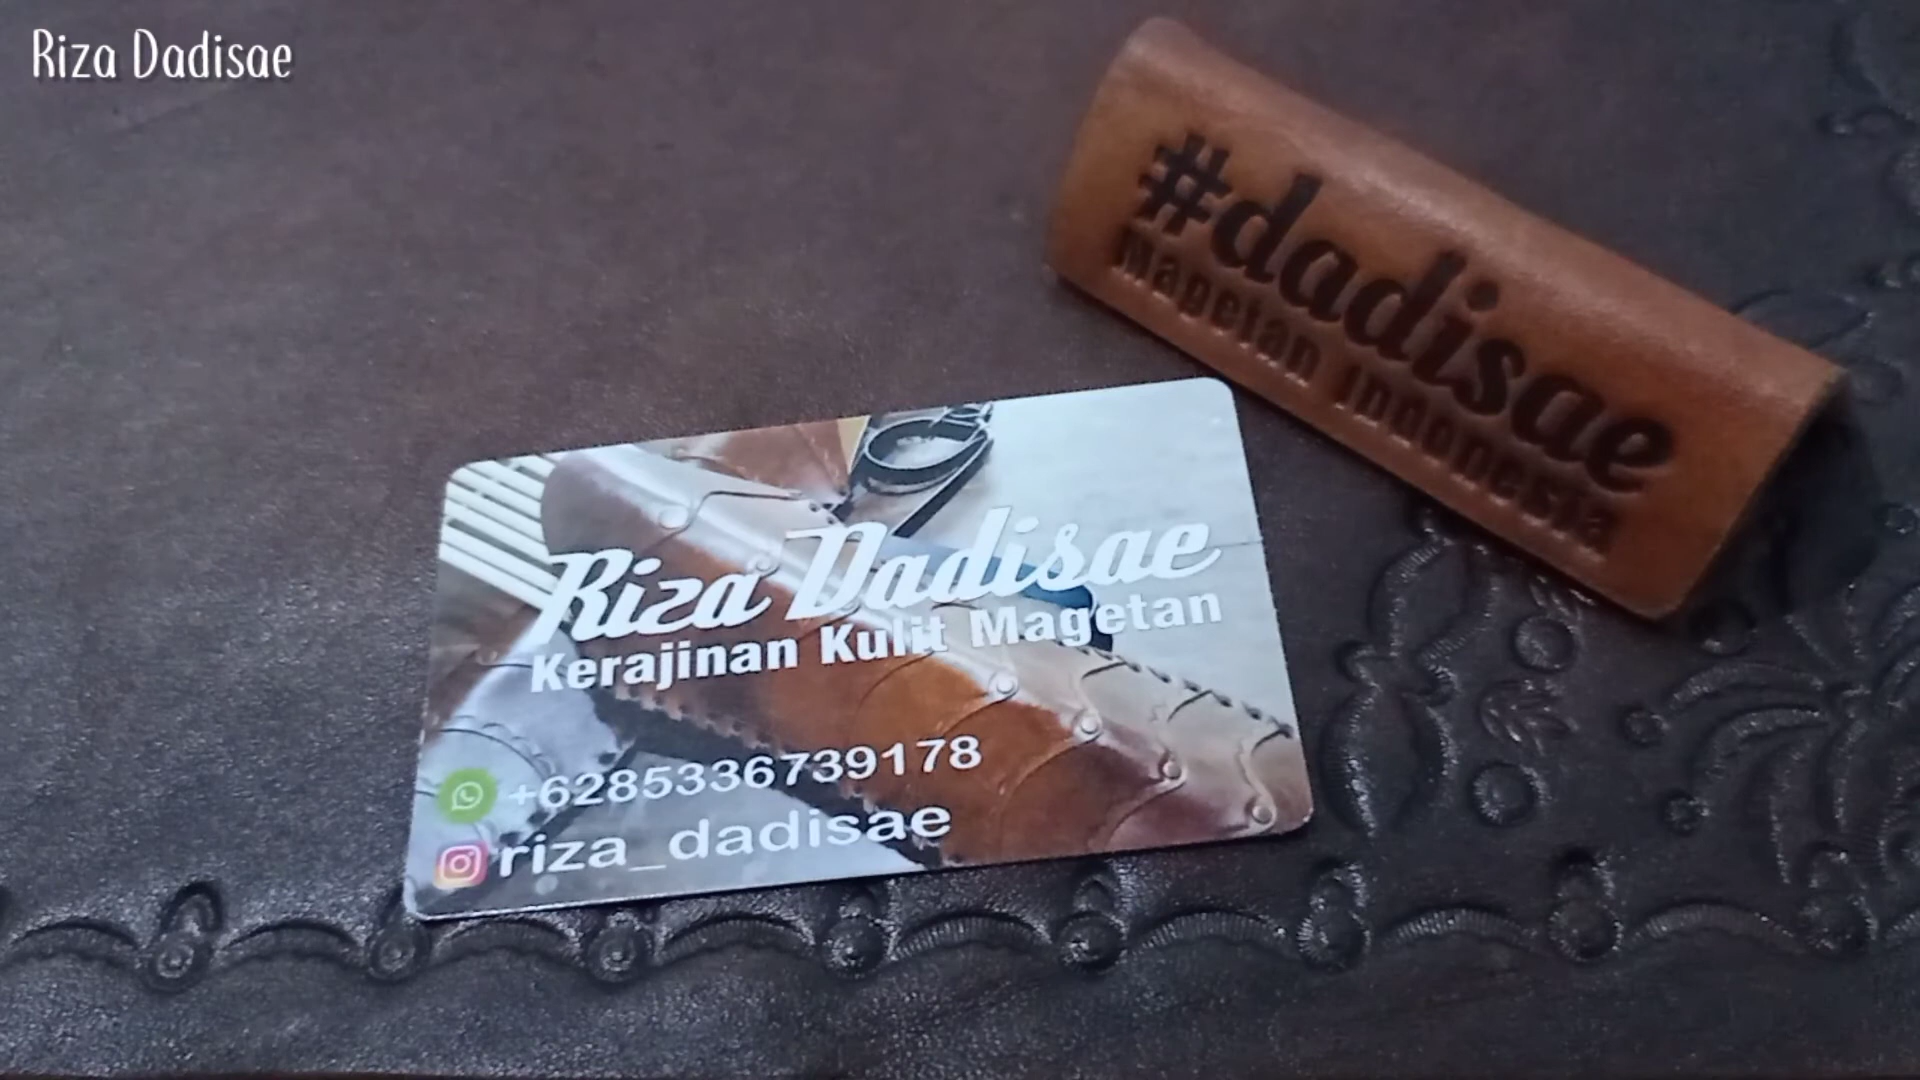 Riza Dadisae
#dadisae
Magetan Indonesia
Riza Dadisae
Kerajinan Kulit Magetan
+6285336739178
riza_dadisae